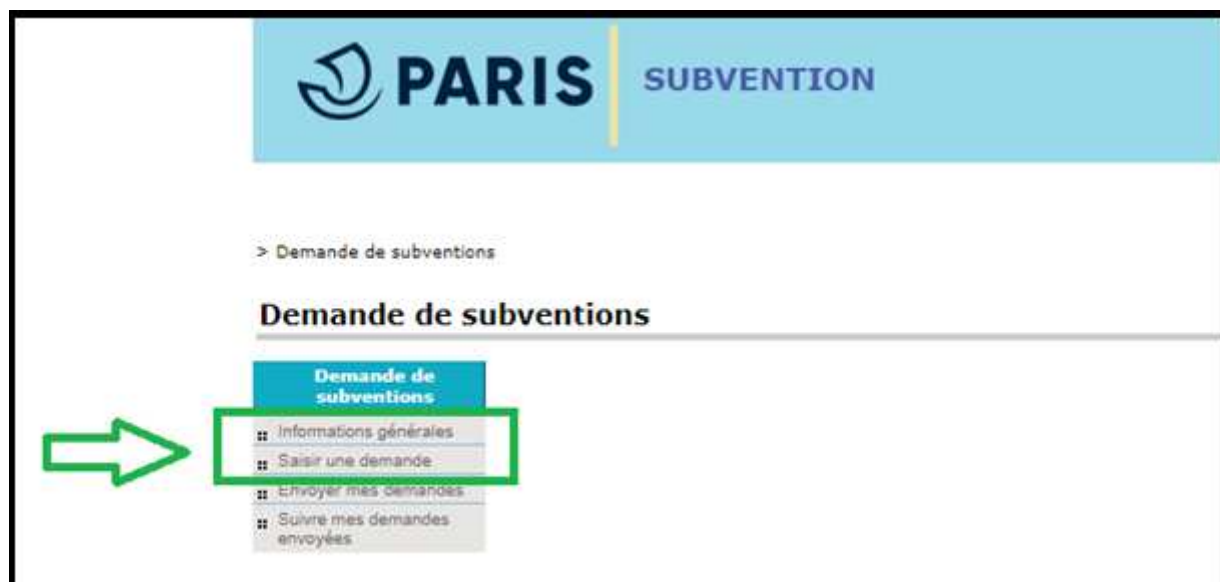 PARIS
SUBVENTION
> Demande de subventions
Demande de subventions
Demande de
subventions
Informations générales
Saisir une demande
Envoyer mes demandes
Suivre mes demandes
envoyées